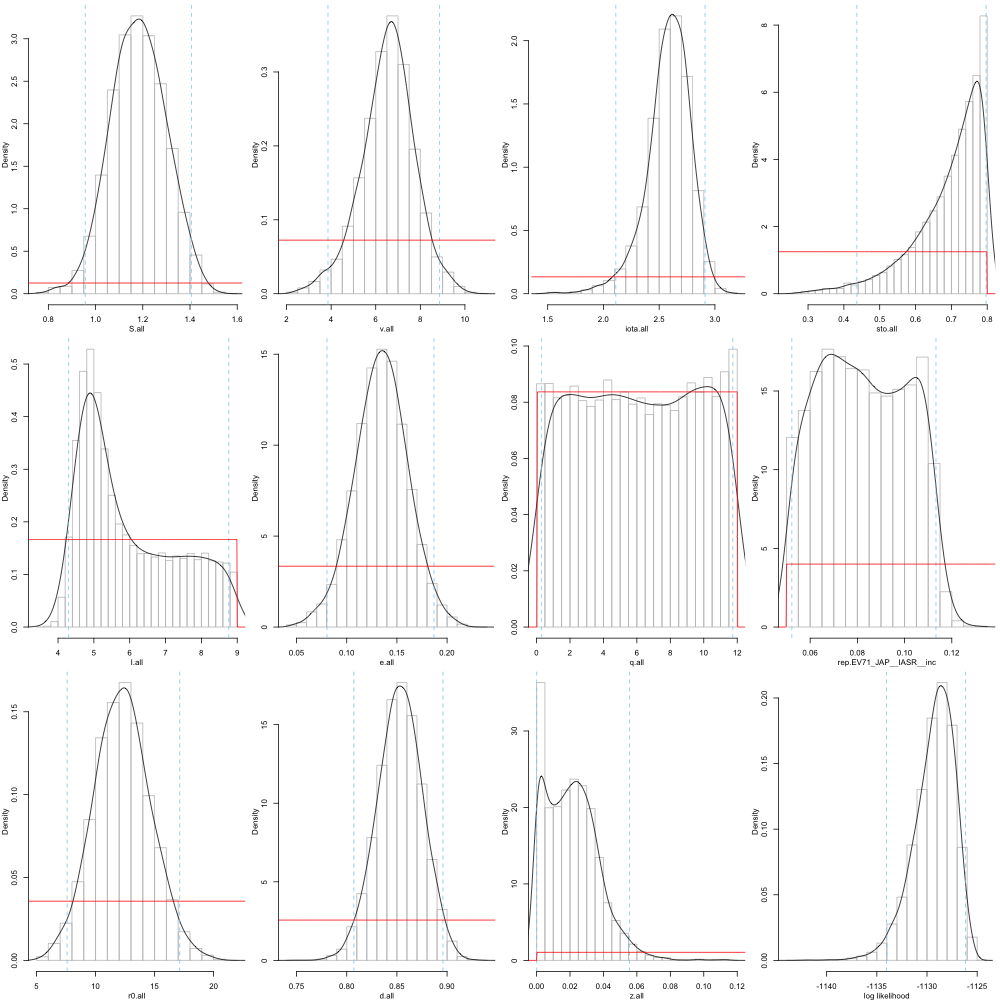 Density
0.0 0.5 1.0 1.5 2.0 2.5 3.0
0.8 1.0 1.2 1.4 1.6
S.all
Density
0.0 0.1 0.2 0.3
2 4 6 8 10
v.all
Density
0.0 0.5 1.0 1.5 2.0
1.5 2.0 2.5 3.0
iota.all
Density
0 2 4 6 8
0.3 0.4 0.5 0.6 0.7 0.8
sto.all
Density
0.0 0.1 0.2 0.3 0.4 0.5
4 5 6 7 8 9
l.all
Density
0 5 10 15
0.05 0.10 0.15 0.20
e.all
Density
0.00 0.02 0.04 0.06 0.08 0.10
0 2 4 6 8 10 12
q.all
Density
0 5 10 15
0.06 0.08 0.10 0.12
rep.EV71_JAP__IASR__inc
Density
0.00 0.05 0.10 0.15
5 10 15 20
r0.all
Density
0 5 10 15
0.75 0.80 0.85 0.90
d.all
Density
0 10 20 30
0.00 0.02 0.04 0.06 0.08 0.10 0.12
z.all
Density
0.00 0.05 0.10 0.15 0.20
-1140 -1135 -1130 -1125
log likelihood